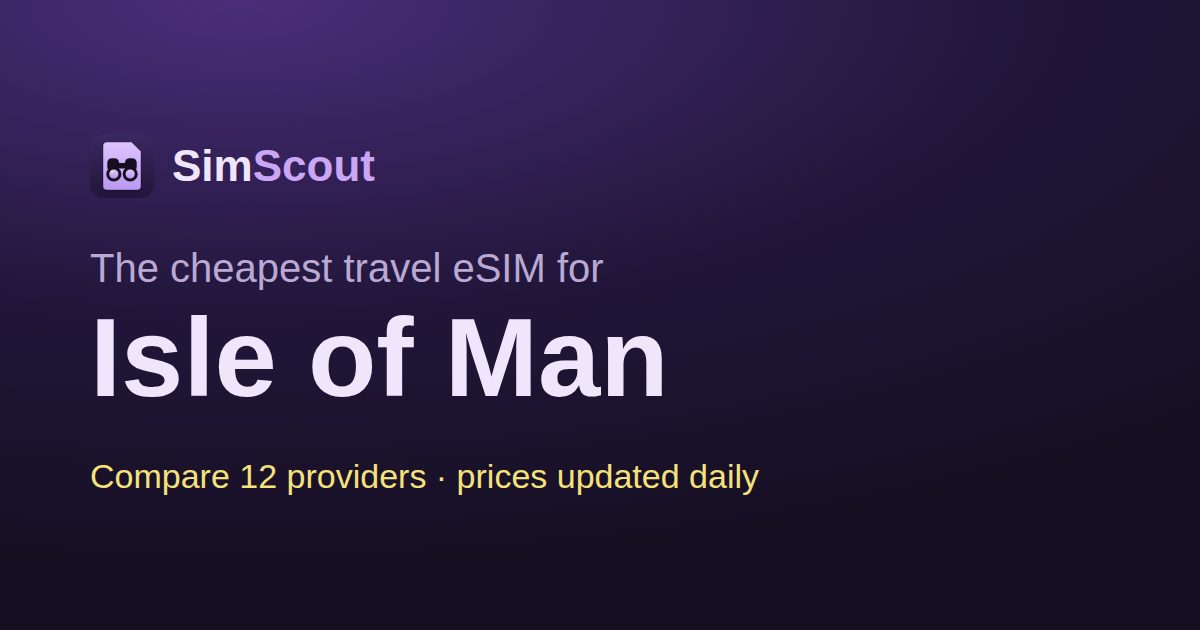 SimScout
The cheapest travel eSIM for
Isle of Man
Compare 12 providers · prices updated daily